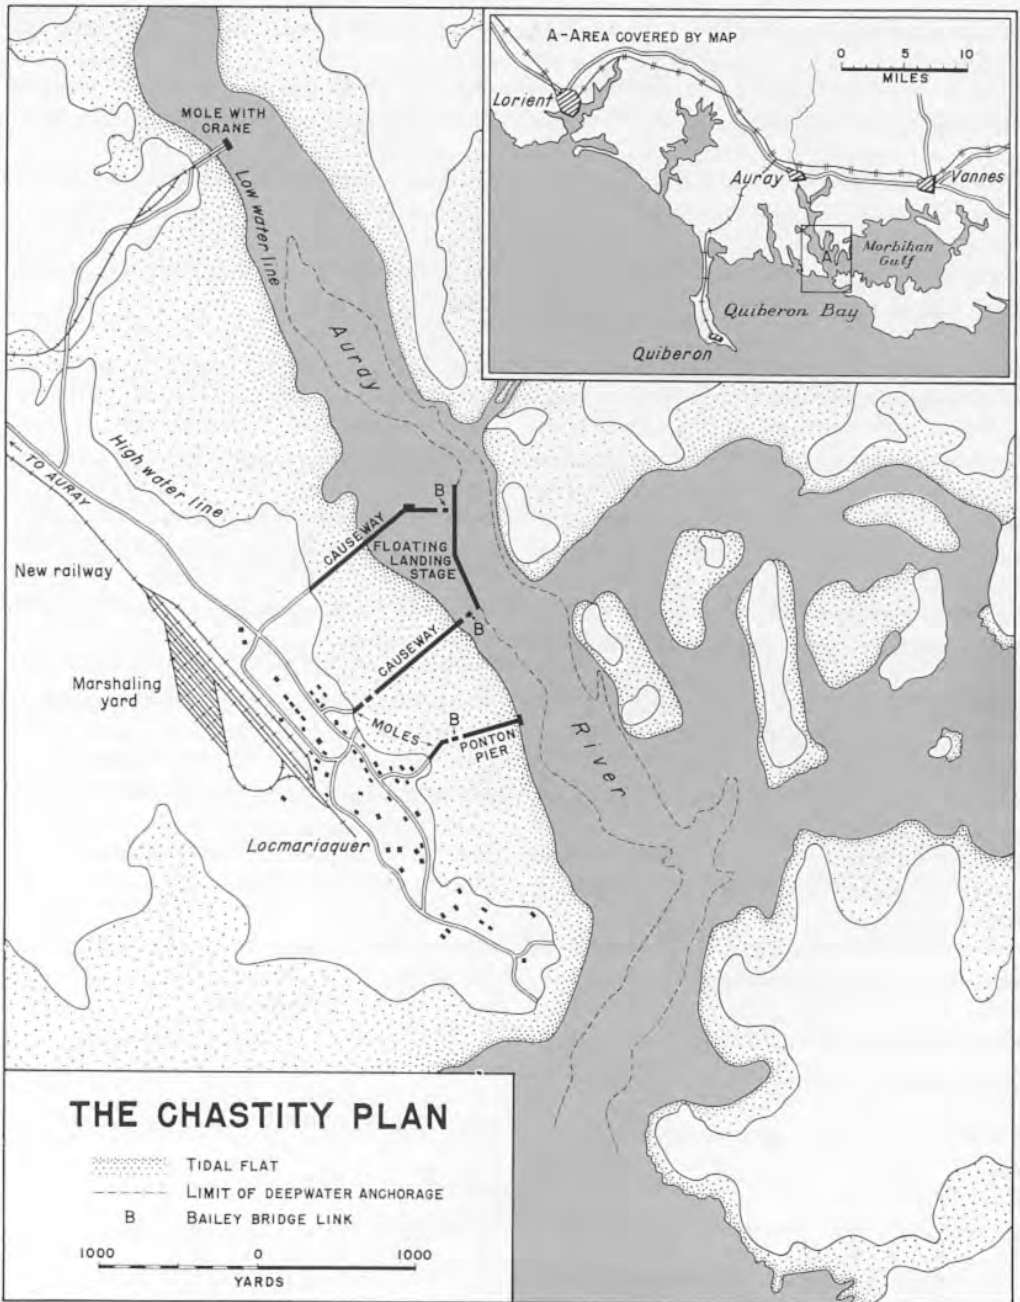 A-AREA COVERED BY MAP
0 5 10
MILES
Lorient
Auray
Vannes
A
Morbihan
Gulf
Quiberon Bay
Quiberon
MOLE WITH
CRANE
Low water line
Auray
High water line
← TO AURAY
B
CAUSEWAY
FLOATING
LANDING
STAGE
New railway
B
CAUSEWAY
Marshaling
yard
MOLES
B
PONTON
PIER
River
Locmariaquer
THE CHASTITY PLAN
TIDAL FLAT
LIMIT OF DEEPWATER ANCHORAGE
B BAILEY BRIDGE LINK
1000 0 1000
YARDS